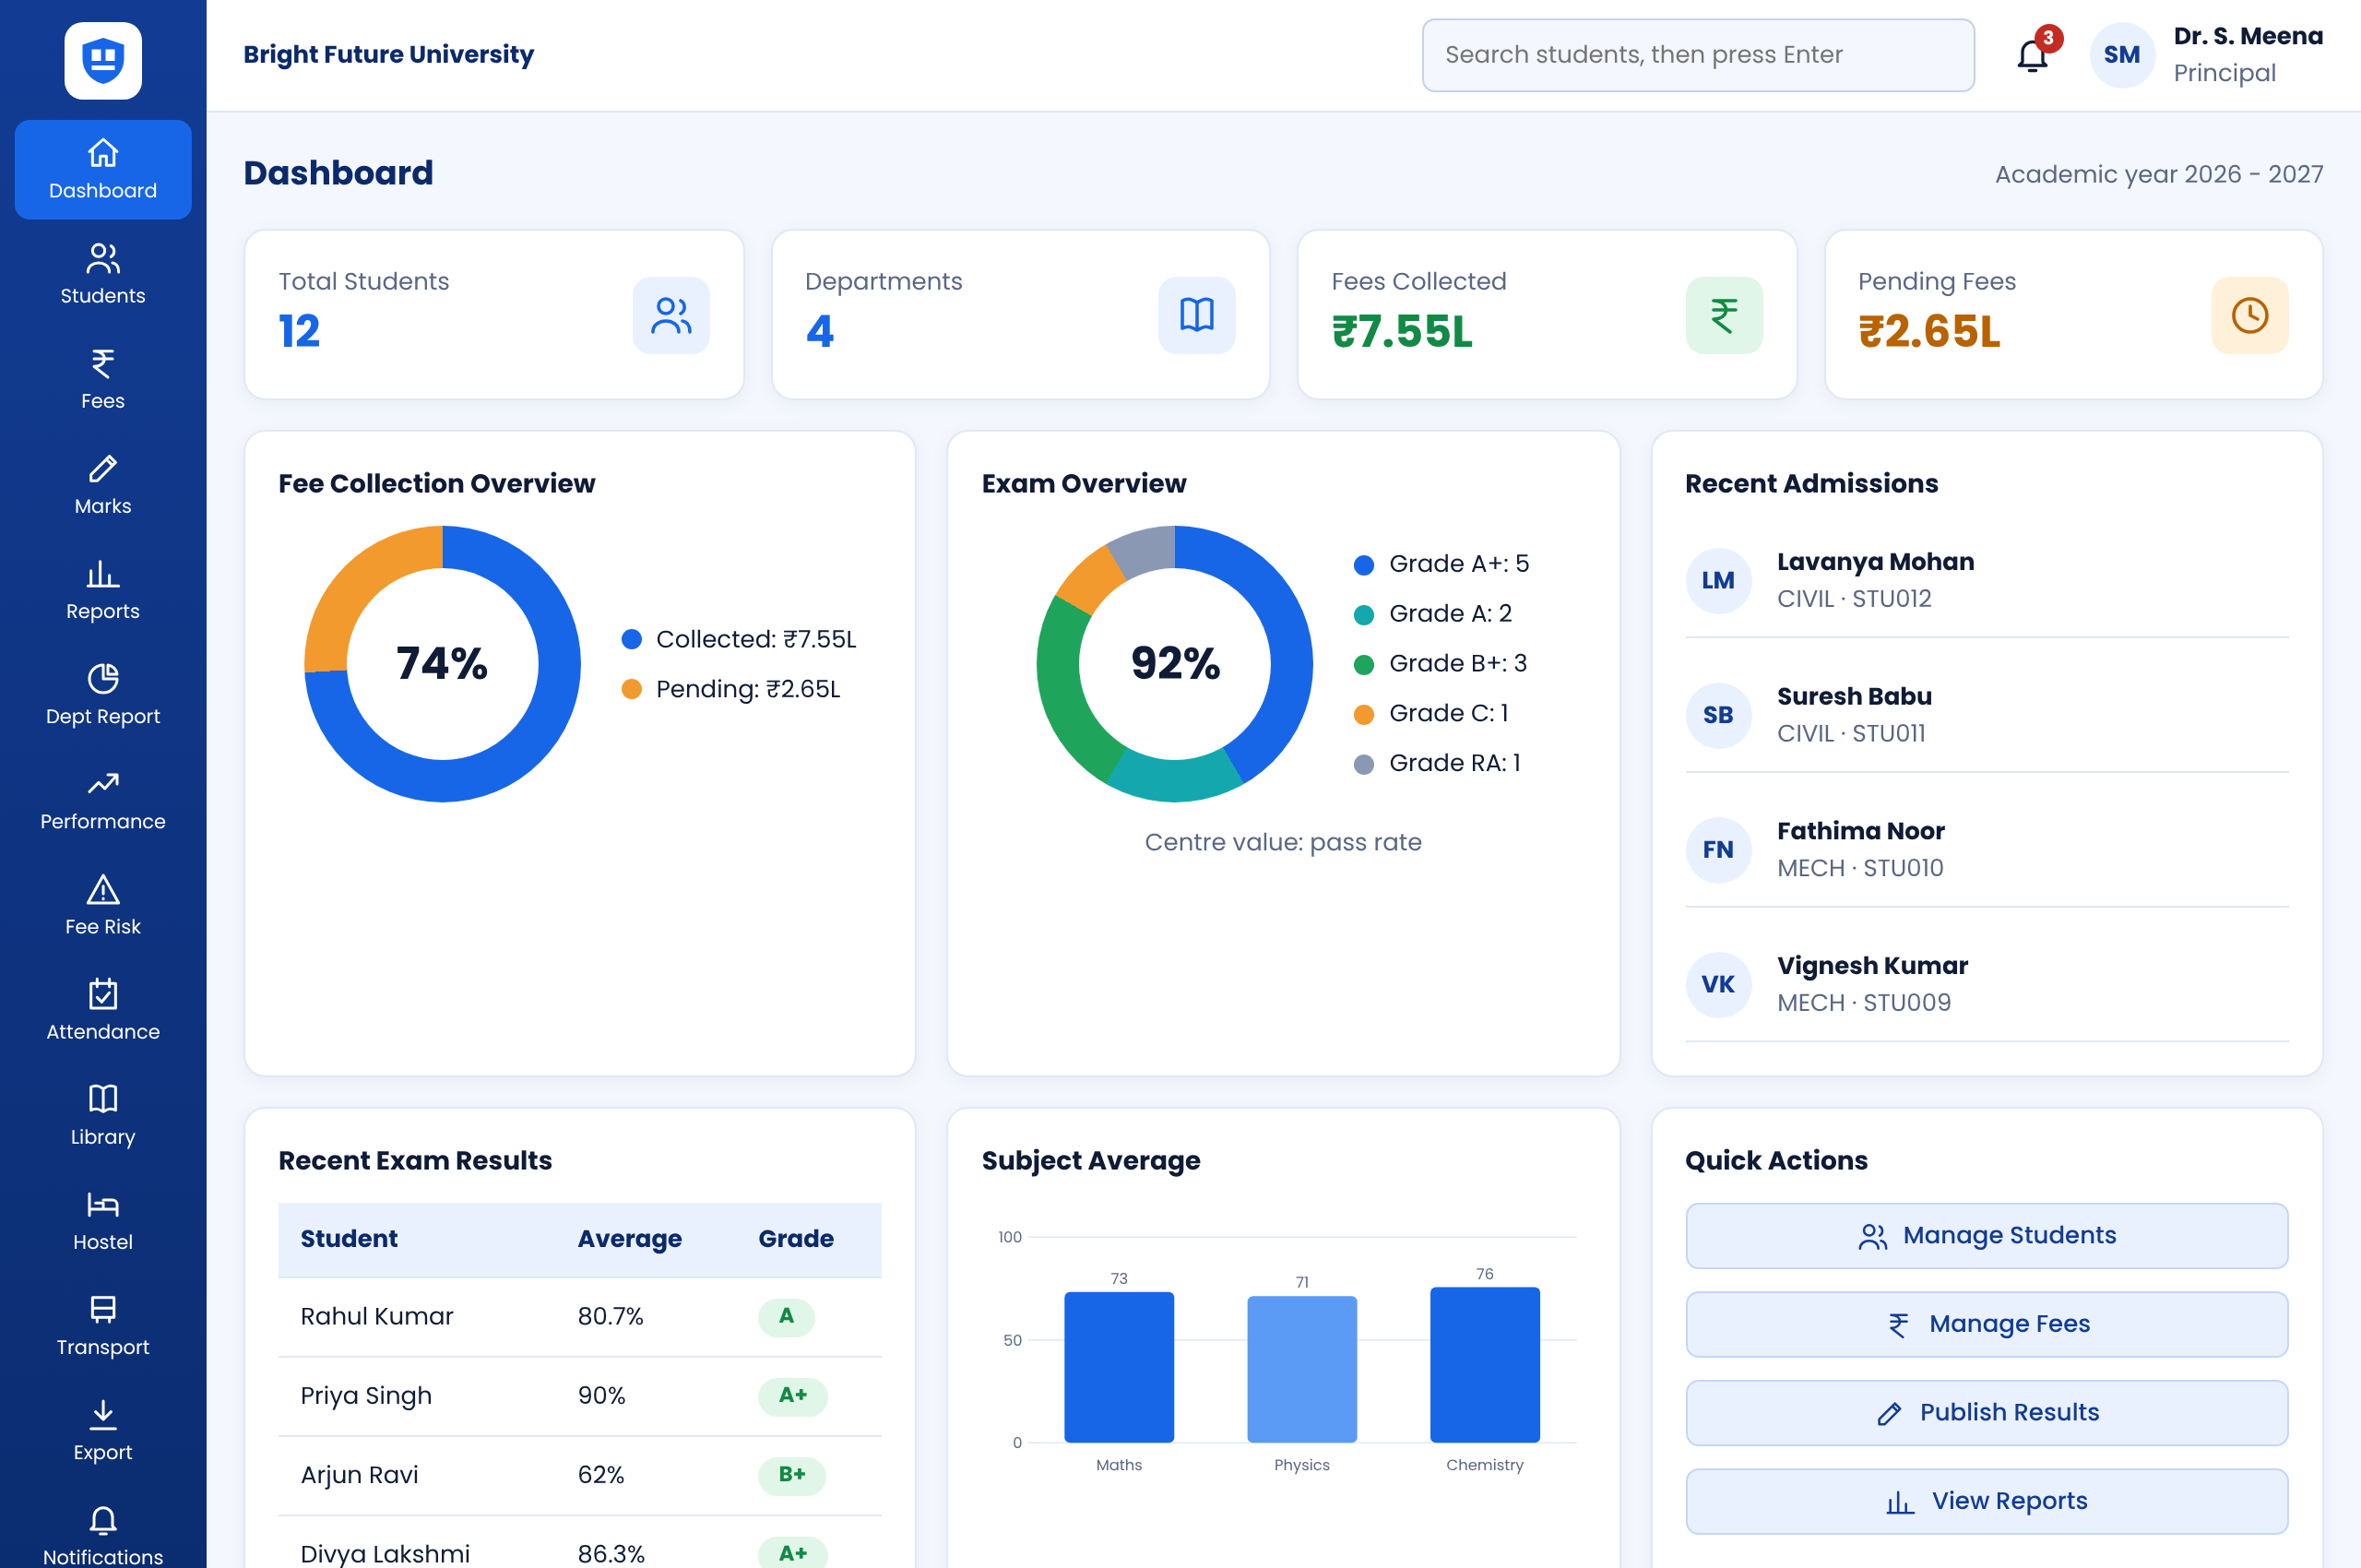 Bright Future University
Search students, then press Enter
3
SM
Dr. S. Meena
Principal
Dashboard
Students
Fees
Marks
Reports
Dept Report
Performance
Fee Risk
Attendance
Library
Hostel
Transport
Export
Notifications
Dashboard
Academic year 2026 - 2027
Total Students
12
Departments
4
Fees Collected
₹7.55L
Pending Fees
₹2.65L
Fee Collection Overview
74%
Collected: ₹7.55L
Pending: ₹2.65L
Exam Overview
92%
Grade A+: 5
Grade A: 2
Grade B+: 3
Grade C: 1
Grade RA: 1
Centre value: pass rate
Recent Admissions
LM
Lavanya Mohan
CIVIL · STU012
SB
Suresh Babu
CIVIL · STU011
FN
Fathima Noor
MECH · STU010
VK
Vignesh Kumar
MECH · STU009
Recent Exam Results
Student Average Grade
Rahul Kumar 80.7% A
Priya Singh 90% A+
Arjun Ravi 62% B+
Divya Lakshmi 86.3% A+
Subject Average
100
50
0
73
71
76
Maths
Physics
Chemistry
Quick Actions
Manage Students
₹ Manage Fees
Publish Results
View Reports